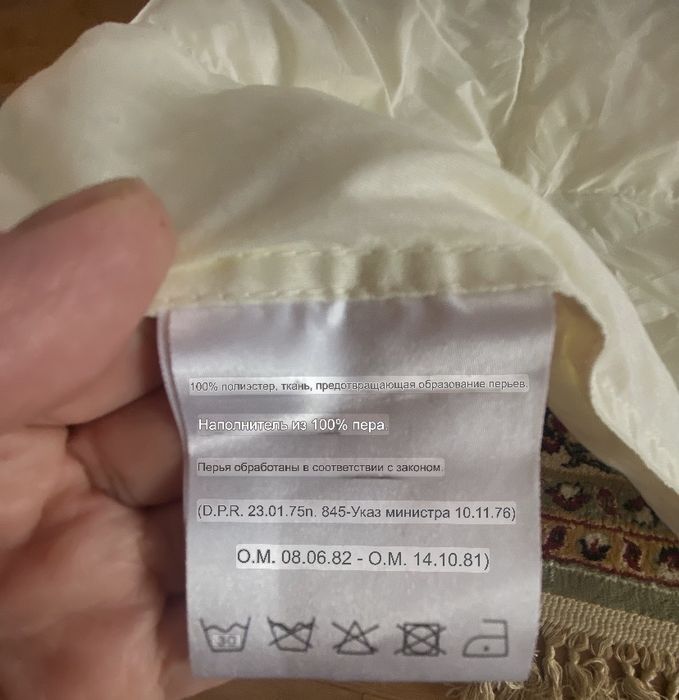 100% полиэстер, ткань, предотвращающая образование перьев.
Наполнитель из 100% пера.
Перья обработаны в соответствии с законом.
(D.P.R. 23.01.75n. 845-Указ министра 10.11.76)
О.М. 08.06.82 - О.М. 14.10.81)
30